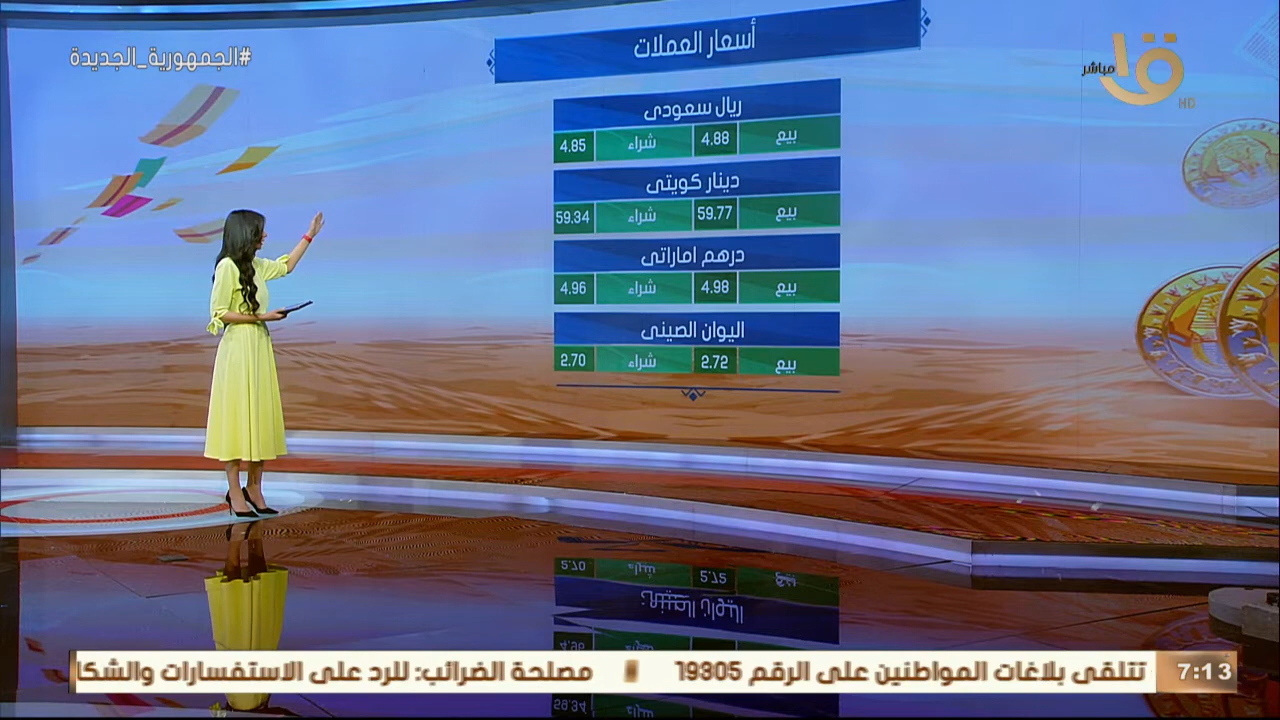 #الجمهورية_الجديدة
مباشر
HD
أسعار العملات
ريال سعودى
بيع 4.88 شراء 4.85
دينار كويتى
بيع 59.77 شراء 59.34
درهم اماراتى
بيع 4.98 شراء 4.96
اليوان الصينى
بيع 2.72 شراء 2.70
7:13 تتلقى بلاغات المواطنين على الرقم 19805 مصلحة الضرائب: للرد على الاستفسارات والشكا